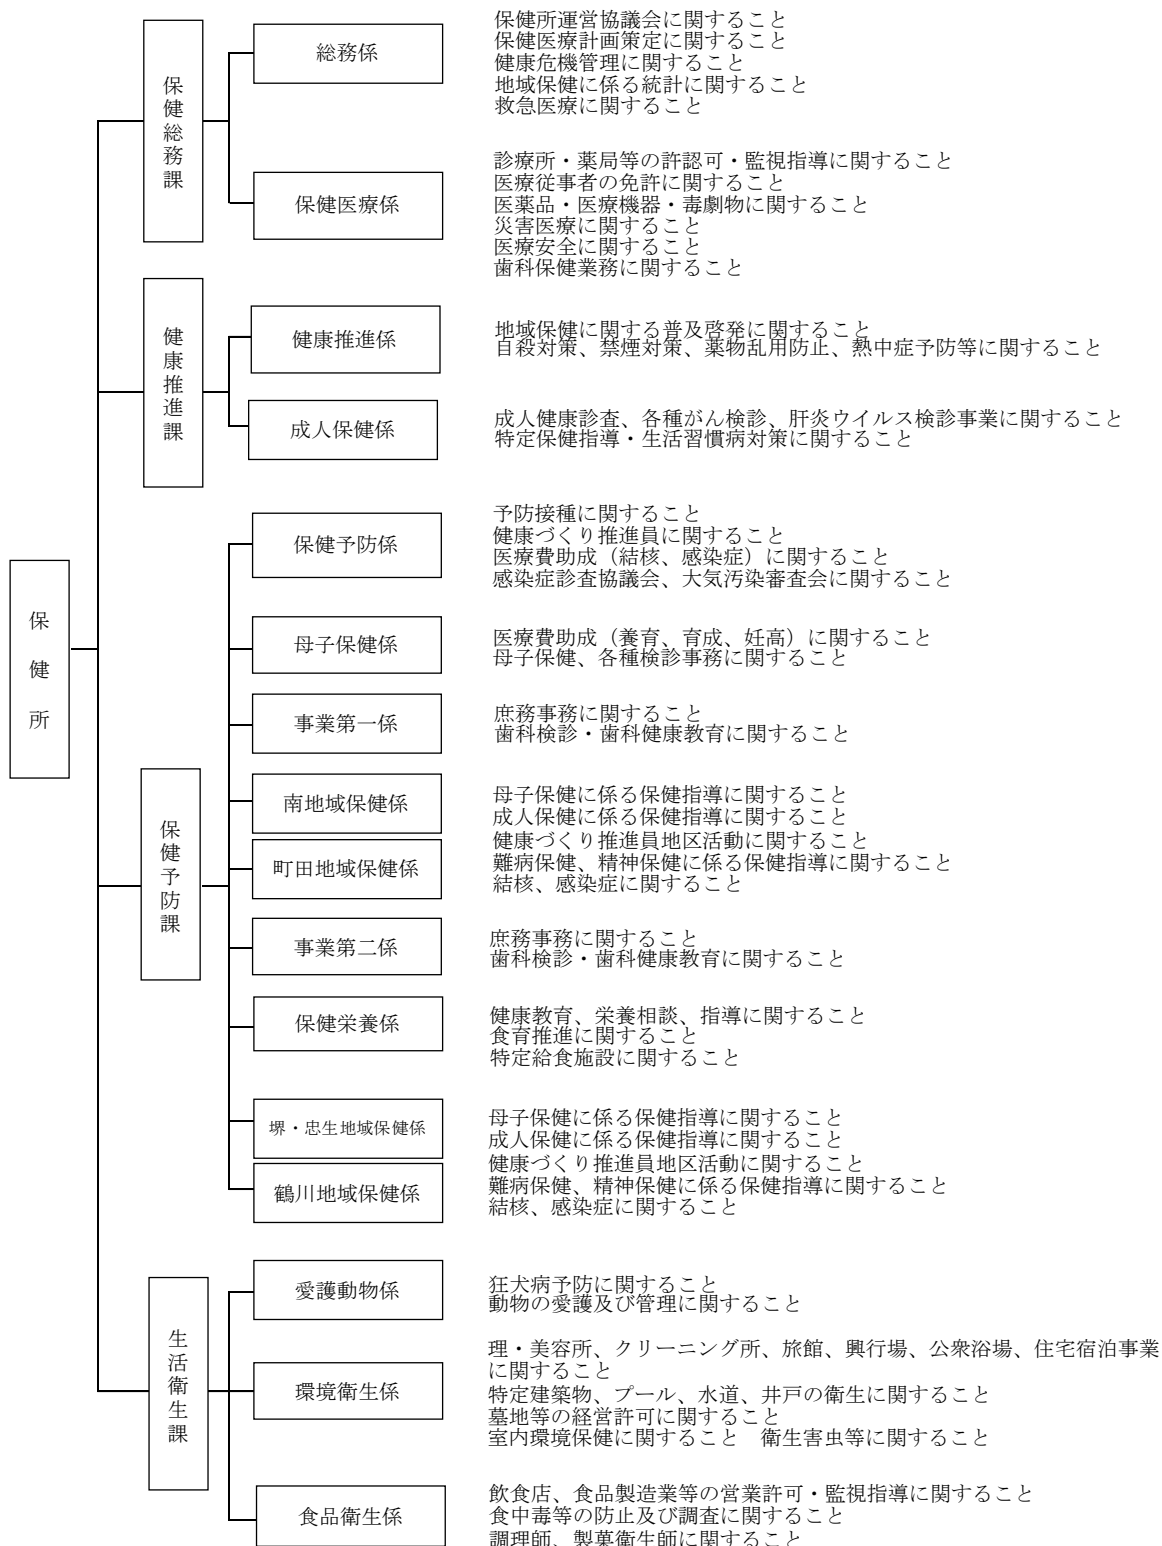 保健所
保健総務課
総務係
保健所運営協議会に関すること
保健医療計画策定に関すること
健康危機管理に関すること
地域保健に係る統計に関すること
救急医療に関すること
保健医療係
診療所・薬局等の許認可・監視指導に関すること
医療従事者の免許に関すること
医薬品・医療機器・毒劇物に関すること
災害医療に関すること
医療安全に関すること
歯科保健業務に関すること
健康推進課
健康推進係
地域保健に関する普及啓発に関すること
自殺対策、禁煙対策、薬物乱用防止、熱中症予防等に関すること
成人保健係
成人健康診査、各種がん検診、肝炎ウイルス検診事業に関すること
特定保健指導・生活習慣病対策に関すること
保健予防課
保健予防係
予防接種に関すること
健康づくり推進員に関すること
医療費助成（結核、感染症）に関すること
感染症診査協議会、大気汚染審査会に関すること
母子保健係
医療費助成（養育、育成、妊高）に関すること
母子保健、各種検診事務に関すること
事業第一係
庶務事務に関すること
歯科検診・歯科健康教育に関すること
南地域保健係
町田地域保健係
母子保健に係る保健指導に関すること
成人保健に係る保健指導に関すること
健康づくり推進員地区活動に関すること
難病保健、精神保健に係る保健指導に関すること
結核、感染症に関すること
事業第二係
庶務事務に関すること
歯科検診・歯科健康教育に関すること
保健栄養係
健康教育、栄養相談、指導に関すること
食育推進に関すること
特定給食施設に関すること
堺・忠生地域保健係
鶴川地域保健係
母子保健に係る保健指導に関すること
成人保健に係る保健指導に関すること
健康づくり推進員地区活動に関すること
難病保健、精神保健に係る保健指導に関すること
結核、感染症に関すること
生活衛生課
愛護動物係
狂犬病予防に関すること
動物の愛護及び管理に関すること
環境衛生係
理・美容所、クリーニング所、旅館、興行場、公衆浴場、住宅宿泊事業
に関すること
特定建築物、プール、水道、井戸の衛生に関すること
墓地等の経営許可に関すること
室内環境保健に関すること　衛生害虫等に関すること
食品衛生係
飲食店、食品製造業等の営業許可・監視指導に関すること
食中毒等の防止及び調査に関すること
調理師、製菓衛生師に関すること